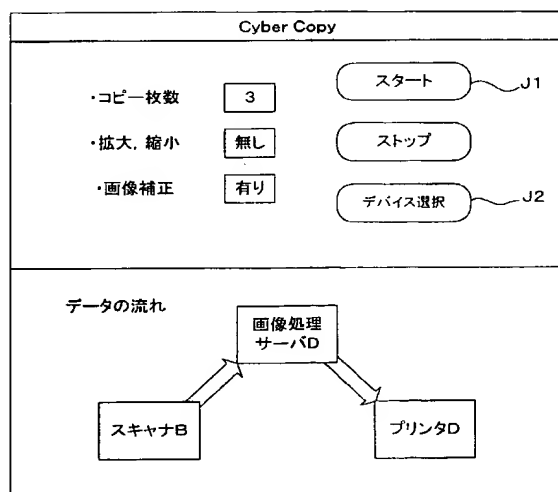 Cyber Copy
・コピー枚数 3
・拡大, 縮小 無し
・画像補正 有り
スタート J1
ストップ
デバイス選択 J2
データの流れ
画像処理
サーバD
スキャナB
プリンタD